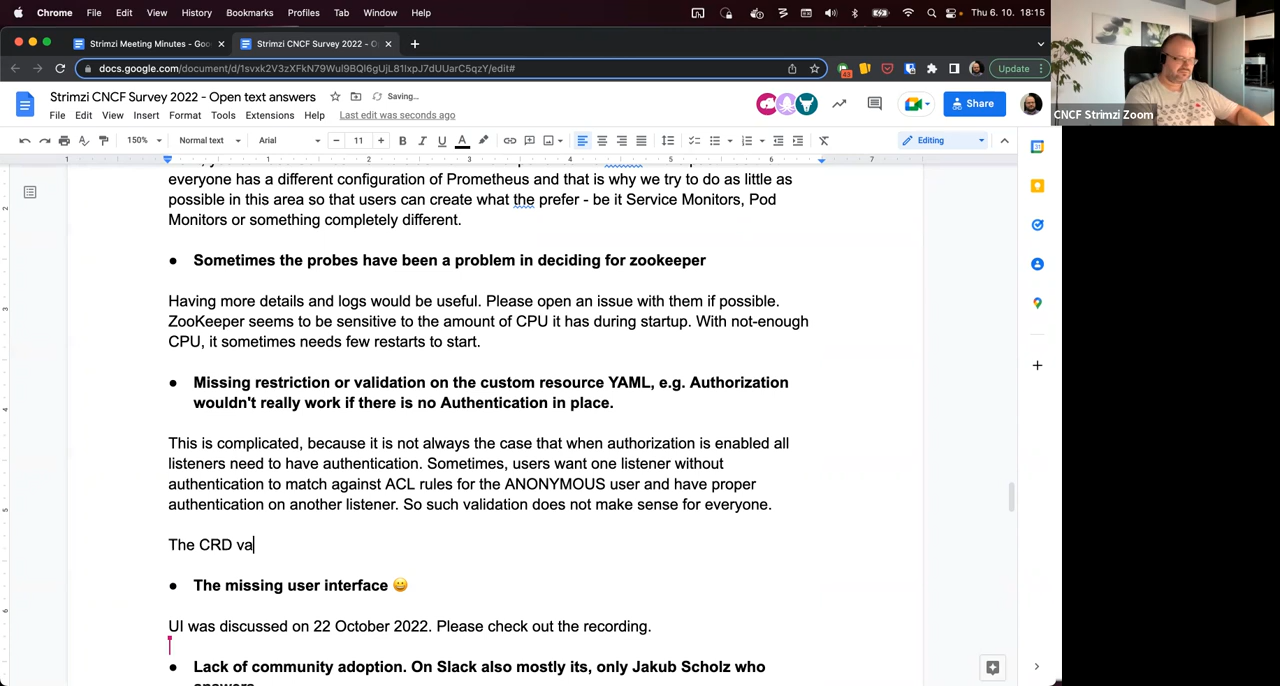 Chrome File Edit View History Bookmarks Profiles Tab Window Help Thu 6. 10. 18:15
Strimzi Meeting Minutes - Goo Strimzi CNCF Survey 2022 - O
docs.google.com/document/d/1svxk2V3zXFkN79Wul9BQl6gUjL81lxpJ7dUUarC5qzY/edit# 43 Update
CNCF Strimzi Zoom
Strimzi CNCF Survey 2022 - Open text answers Saving...
File Edit View Insert Format Tools Extensions Help Last edit was seconds ago
Share
150% Normal text Arial 11 B I U A Editing
1 1 2 3 4 5 6 7
everyone has a different configuration of Prometheus and that is why we try to do as little as
possible in this area so that users can create what the prefer - be it Service Monitors, Pod
Monitors or something completely different.
● Sometimes the probes have been a problem in deciding for zookeeper
Having more details and logs would be useful. Please open an issue with them if possible.
ZooKeeper seems to be sensitive to the amount of CPU it has during startup. With not-enough
CPU, it sometimes needs few restarts to start.
● Missing restriction or validation on the custom resource YAML, e.g. Authorization
wouldn't really work if there is no Authentication in place.
This is complicated, because it is not always the case that when authorization is enabled all
listeners need to have authentication. Sometimes, users want one listener without
authentication to match against ACL rules for the ANONYMOUS user and have proper
authentication on another listener. So such validation does not make sense for everyone.
The CRD va
● The missing user interface 😀
UI was discussed on 22 October 2022. Please check out the recording.
● Lack of community adoption. On Slack also mostly its, only Jakub Scholz who
answers